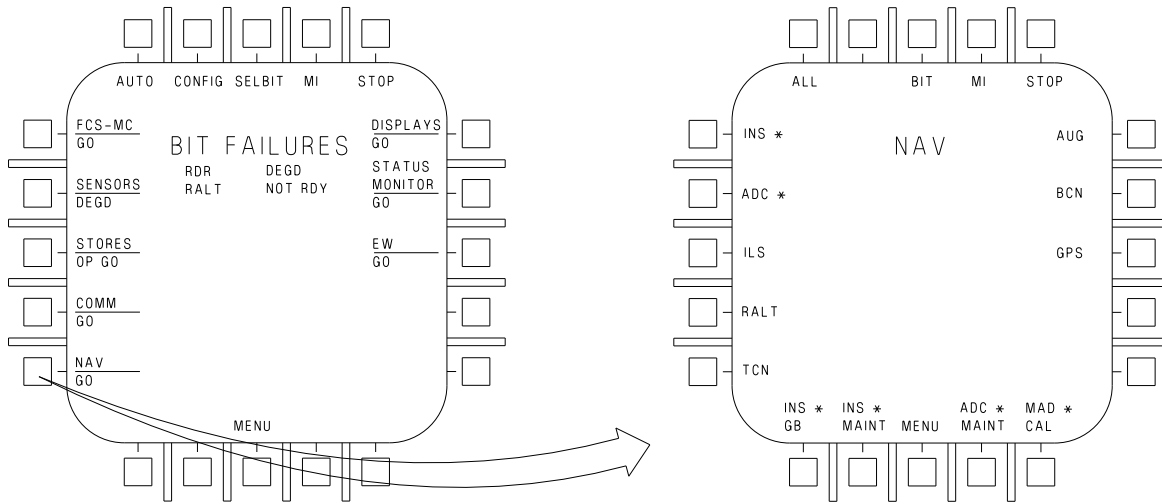 AUTO CONFIG SELBIT MI STOP
FCS-MC
GO
BIT FAILURES
DISPLAYS
GO
RDR DEGD
RALT NOT RDY
SENSORS
DEGD
STATUS
MONITOR
GO
STORES
OP GO
EW
GO
COMM
GO
NAV
GO
MENU
ALL BIT MI STOP
INS *
NAV
AUG
ADC *
BCN
ILS
GPS
RALT
TCN
INS * INS * ADC * MAD *
GB MAINT MENU MAINT CAL